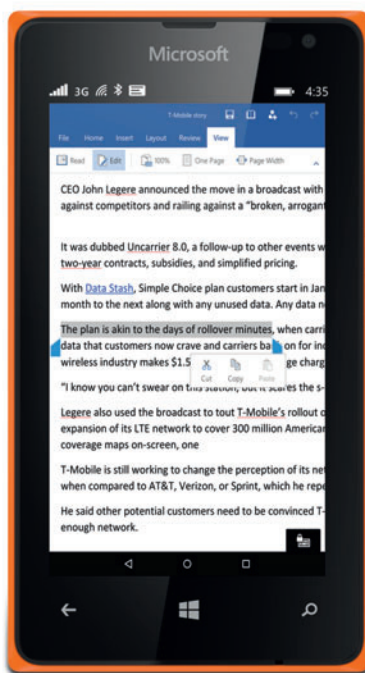 Microsoft
3G 4:35
T-Mobile story
File Home Insert Layout Review View
Read Edit 100% One Page Page Width
CEO John Legere announced the move in a broadcast with
against competitors and railing against a "broken, arrogant
It was dubbed Uncarrier 8.0, a follow-up to other events w
two-year contracts, subsidies, and simplified pricing.
With Data Stash, Simple Choice plan customers start in Jan
month to the next along with any unused data. Any data n
The plan is akin to the days of rollover minutes, when carri
data that customers now crave and carriers ba on for inc
wireless industry makes $1.5 ge charg
Cut Copy Paste
"I know you can't swear on this station, but it scares the s-
Legere also used the broadcast to tout T-Mobile's rollout o
expansion of its LTE network to cover 300 million American
coverage maps on-screen, one
T-Mobile is still working to change the perception of its net
when compared to AT&T, Verizon, or Sprint, which he repe
He said other potential customers need to be convinced T-
enough network.